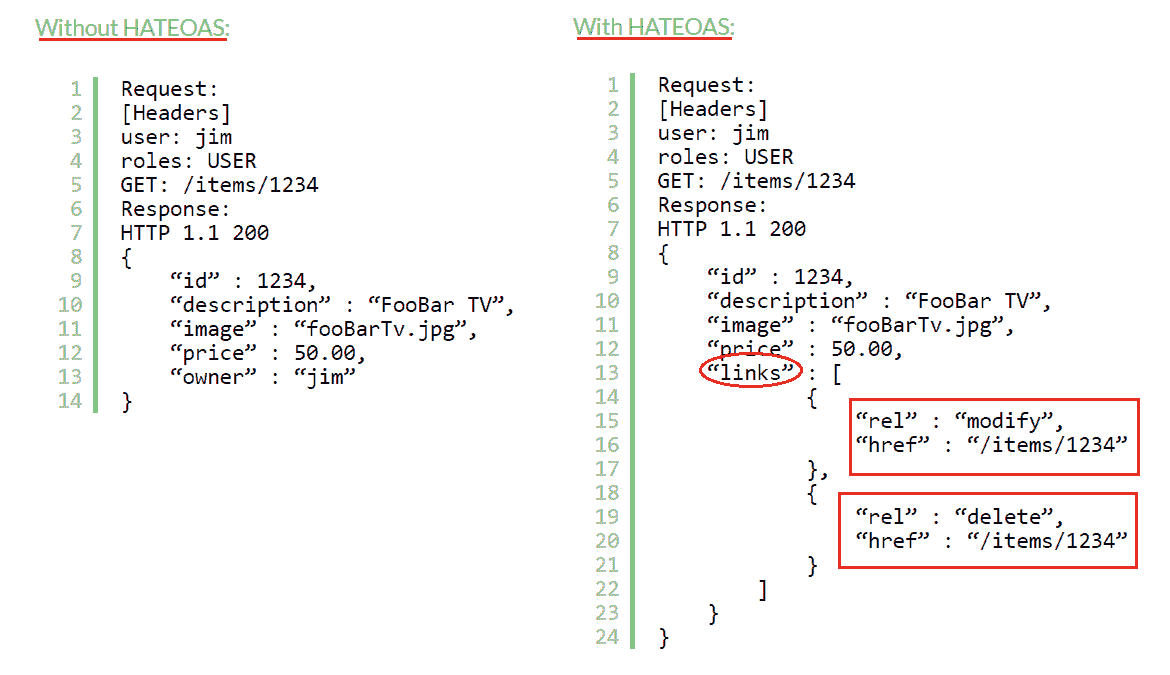 Without HATEOAS:
1 Request:
2 [Headers]
3 user: jim
4 roles: USER
5 GET: /items/1234
6 Response:
7 HTTP 1.1 200
8 {
9 “id” : 1234,
10 “description” : “FooBar TV”,
11 “image” : “fooBarTv.jpg”,
12 “price” : 50.00,
13 “owner” : “jim”
14 }
With HATEOAS:
1 Request:
2 [Headers]
3 user: jim
4 roles: USER
5 GET: /items/1234
6 Response:
7 HTTP 1.1 200
8 {
9 “id” : 1234,
10 “description” : “FooBar TV”,
11 “image” : “fooBarTv.jpg”,
12 “price” : 50.00,
13 “links” : [
14 {
15 “rel” : “modify”,
16 “href” : “/items/1234”
17 },
18 {
19 “rel” : “delete”,
20 “href” : “/items/1234”
21 }
22 ]
23 }
24 }